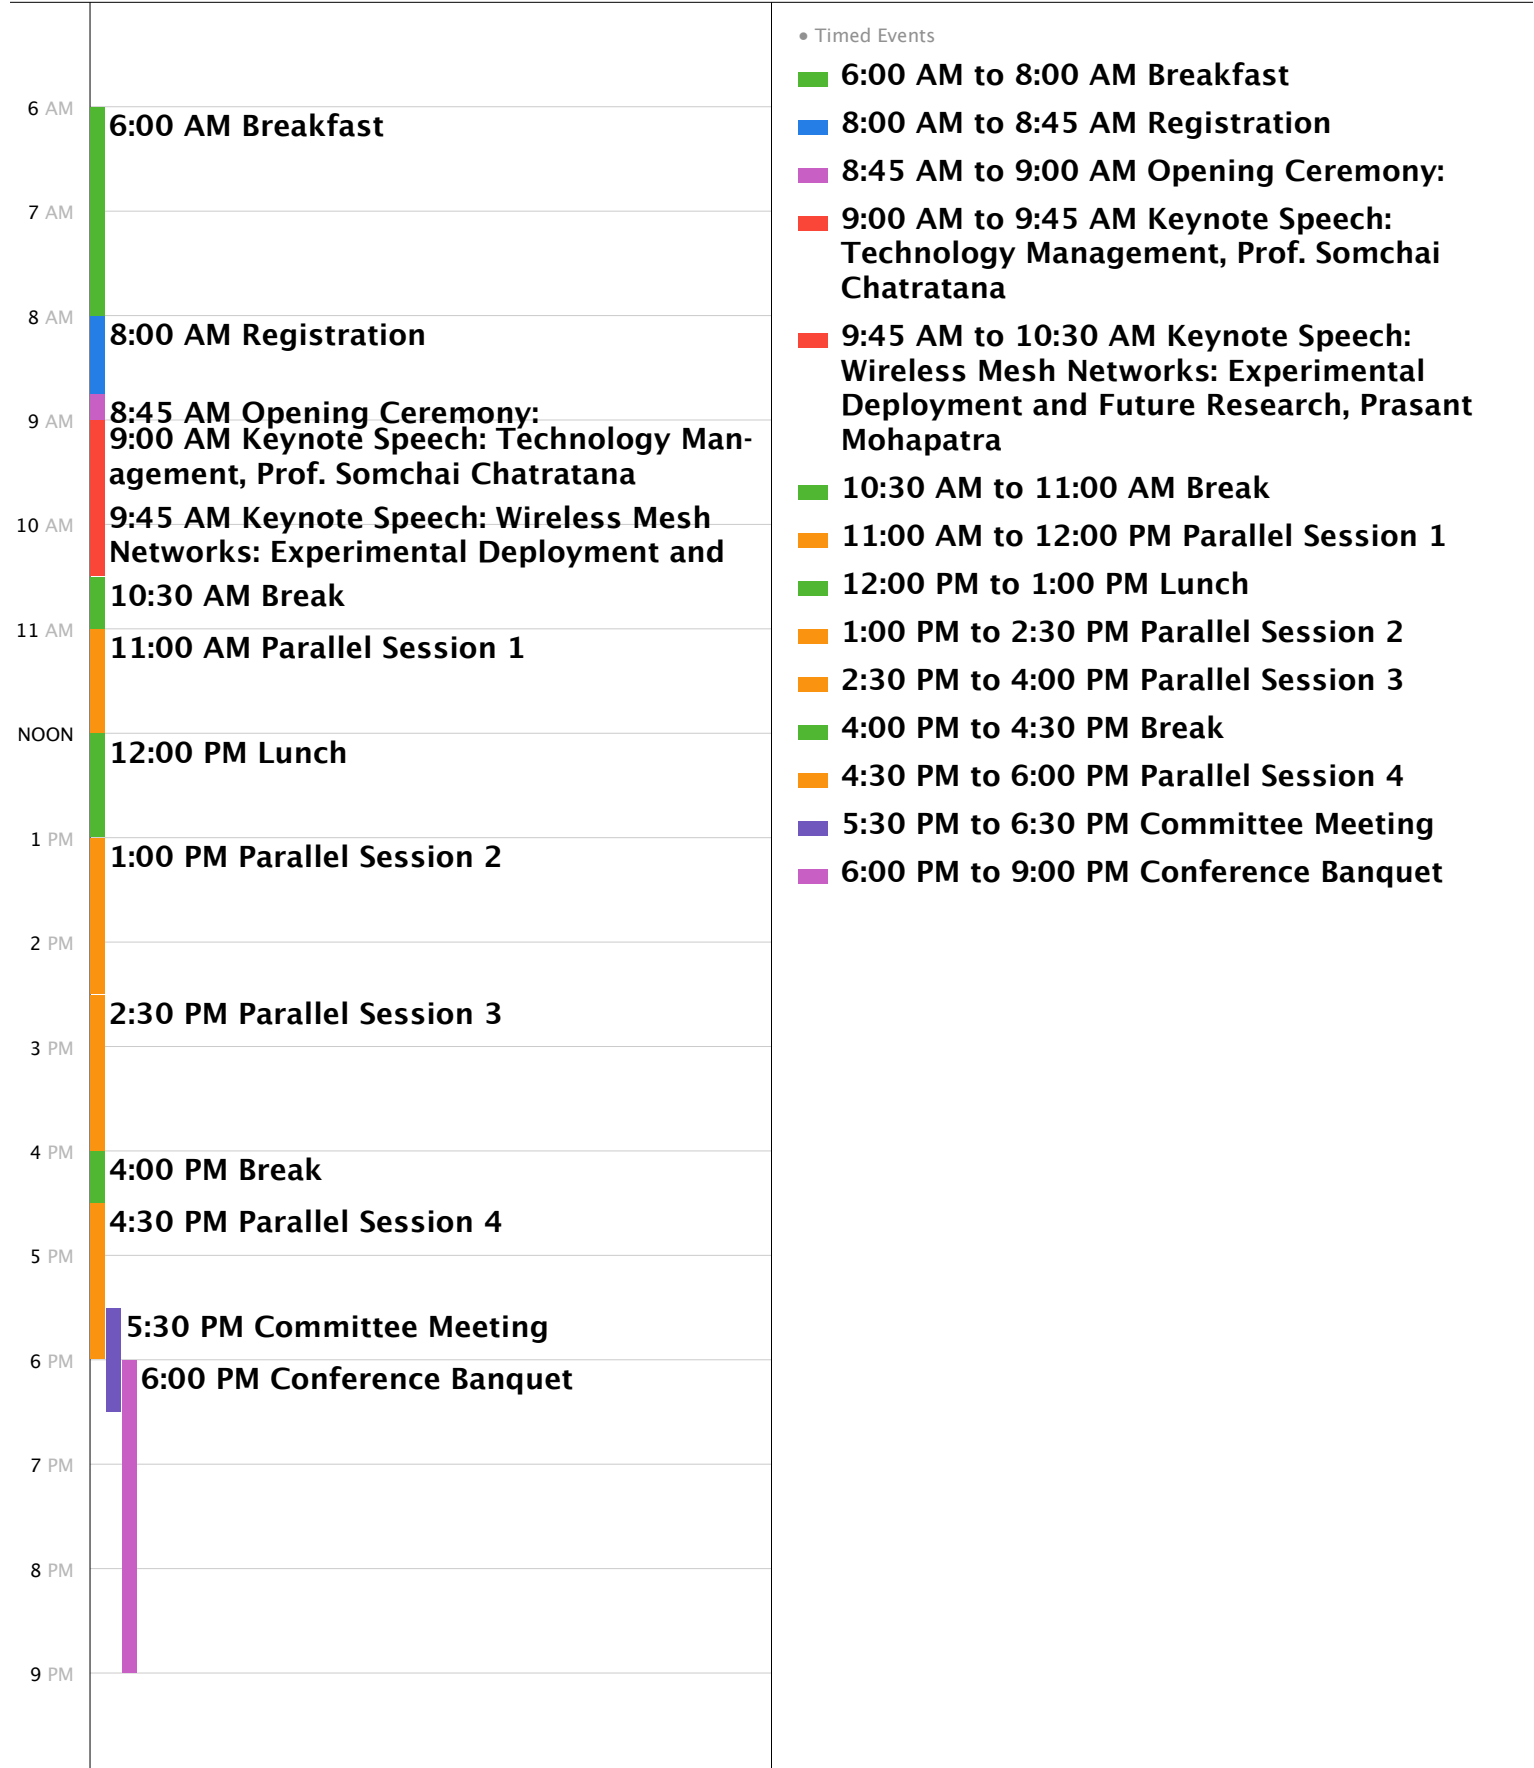 6 AM
6:00 AM Breakfast
7 AM
8 AM
8:00 AM Registration
8:45 AM Opening Ceremony:
9 AM
9:00 AM Keynote Speech: Technology Man-
agement, Prof. Somchai Chatratana
9:45 AM Keynote Speech: Wireless Mesh
10 AM
Networks: Experimental Deployment and
10:30 AM Break
11 AM
11:00 AM Parallel Session 1
NOON
12:00 PM Lunch
1 PM
1:00 PM Parallel Session 2
2 PM
2:30 PM Parallel Session 3
3 PM
4 PM
4:00 PM Break
4:30 PM Parallel Session 4
5 PM
5:30 PM Committee Meeting
6 PM
6:00 PM Conference Banquet
7 PM
8 PM
9 PM
• Timed Events
6:00 AM to 8:00 AM Breakfast
8:00 AM to 8:45 AM Registration
8:45 AM to 9:00 AM Opening Ceremony:
9:00 AM to 9:45 AM Keynote Speech:
Technology Management, Prof. Somchai
Chatratana
9:45 AM to 10:30 AM Keynote Speech:
Wireless Mesh Networks: Experimental
Deployment and Future Research, Prasant
Mohapatra
10:30 AM to 11:00 AM Break
11:00 AM to 12:00 PM Parallel Session 1
12:00 PM to 1:00 PM Lunch
1:00 PM to 2:30 PM Parallel Session 2
2:30 PM to 4:00 PM Parallel Session 3
4:00 PM to 4:30 PM Break
4:30 PM to 6:00 PM Parallel Session 4
5:30 PM to 6:30 PM Committee Meeting
6:00 PM to 9:00 PM Conference Banquet